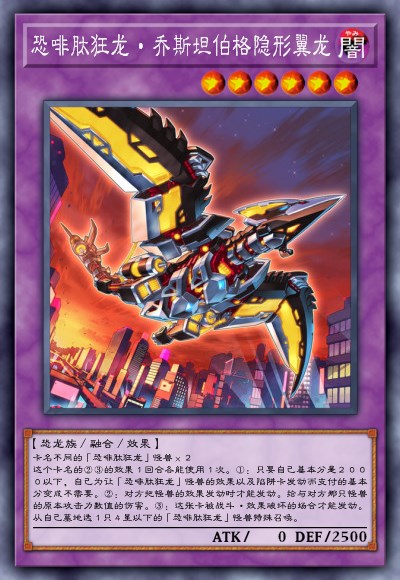 恐啡肽狂龙·乔斯坦伯格隐形翼龙
闇
やみ
【恐龙族／融合／效果】
卡名不同的「恐啡肽狂龙」怪兽×2
这个卡名的②③的效果1回合各能使用1次。①：只要自己基本分是200
0以下，自己为让「恐啡肽狂龙」怪兽的效果以及陷阱卡发动而支付的基本
分变成不需要。②：对方把怪兽的效果发动时才能发动。给与对方那只怪兽
的原本攻击力数值的伤害。③：这张卡被战斗·效果破坏的场合才能发动。
从自己墓地选1只4星以下的「恐啡肽狂龙」怪兽特殊召唤。
ATK/ 0 DEF/2500